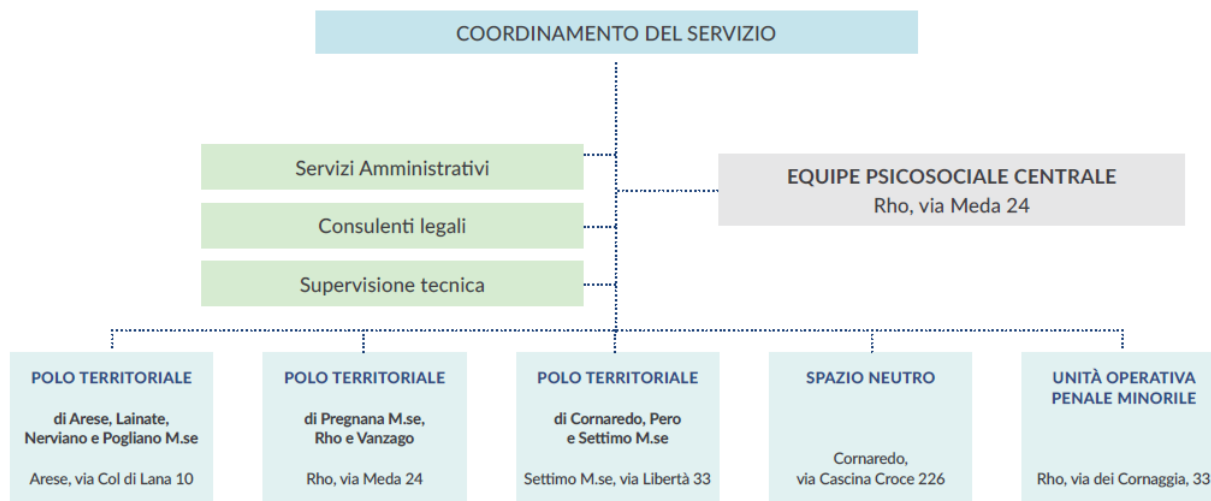 COORDINAMENTO DEL SERVIZIO
Servizi Amministrativi
Consulenti legali
Supervisione tecnica
EQUIPE PSICOSOCIALE CENTRALE
Rho, via Meda 24
POLO TERRITORIALE
di Arese, Lainate,
Nerviano e Pogliano M.se
Arese, via Col di Lana 10
POLO TERRITORIALE
di Pregnana M.se,
Rho e Vanzago
Rho, via Meda 24
POLO TERRITORIALE
di Cornaredo, Pero
e Settimo M.se
Settimo M.se, via Libertà 33
SPAZIO NEUTRO
Cornaredo,
via Cascina Croce 226
UNITÀ OPERATIVA
PENALE MINORILE
Rho, via dei Cornaggia, 33